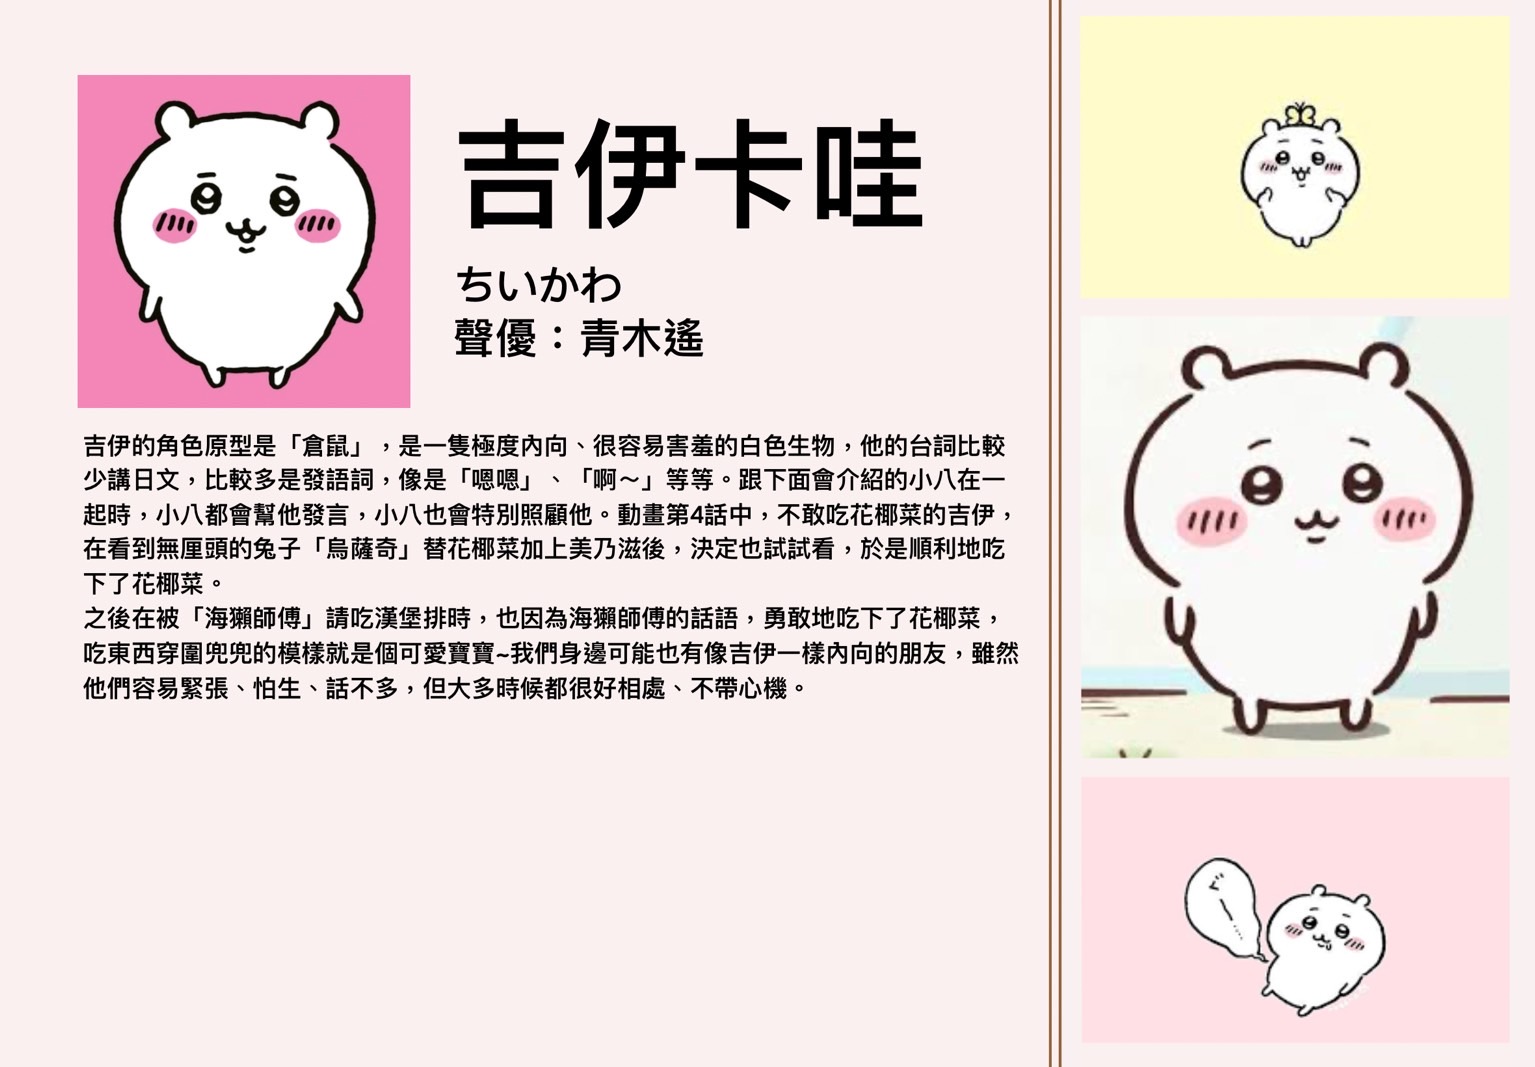 吉伊卡哇
ちいかわ
聲優：青木遙
吉伊的角色原型是「倉鼠」，是一隻極度內向、很容易害羞的白色生物，他的台詞比較
少講日文，比較多是發語詞，像是「嗯嗯」、「啊～」等等。跟下面會介紹的小八在一
起時，小八都會幫他發言，小八也會特別照顧他。動畫第4話中，不敢吃花椰菜的吉伊，
在看到無厘頭的兔子「烏薩奇」替花椰菜加上美乃滋後，決定也試試看，於是順利地吃
下了花椰菜。
之後在被「海獺師傅」請吃漢堡排時，也因為海獺師傅的話語，勇敢地吃下了花椰菜，
吃東西穿圍兜兜的模樣就是個可愛寶寶~我們身邊可能也有像吉伊一樣內向的朋友，雖然
他們容易緊張、怕生、話不多，但大多時候都很好相處、不帶心機。